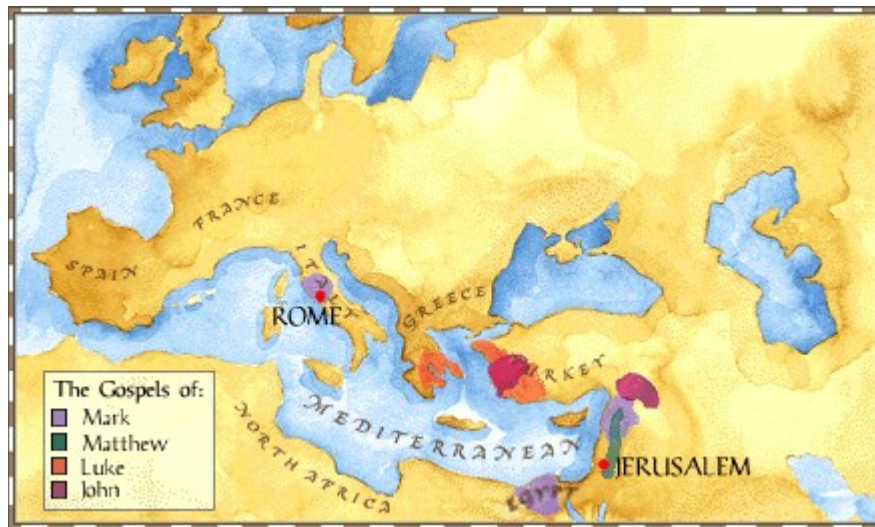 FRANCE
SPAIN
ITALY
ROME
GREECE
TURKEY
MEDITERRANEAN
NORTH AFRICA
EGYPT
JERUSALEM
The Gospels of:
Mark
Matthew
Luke
John